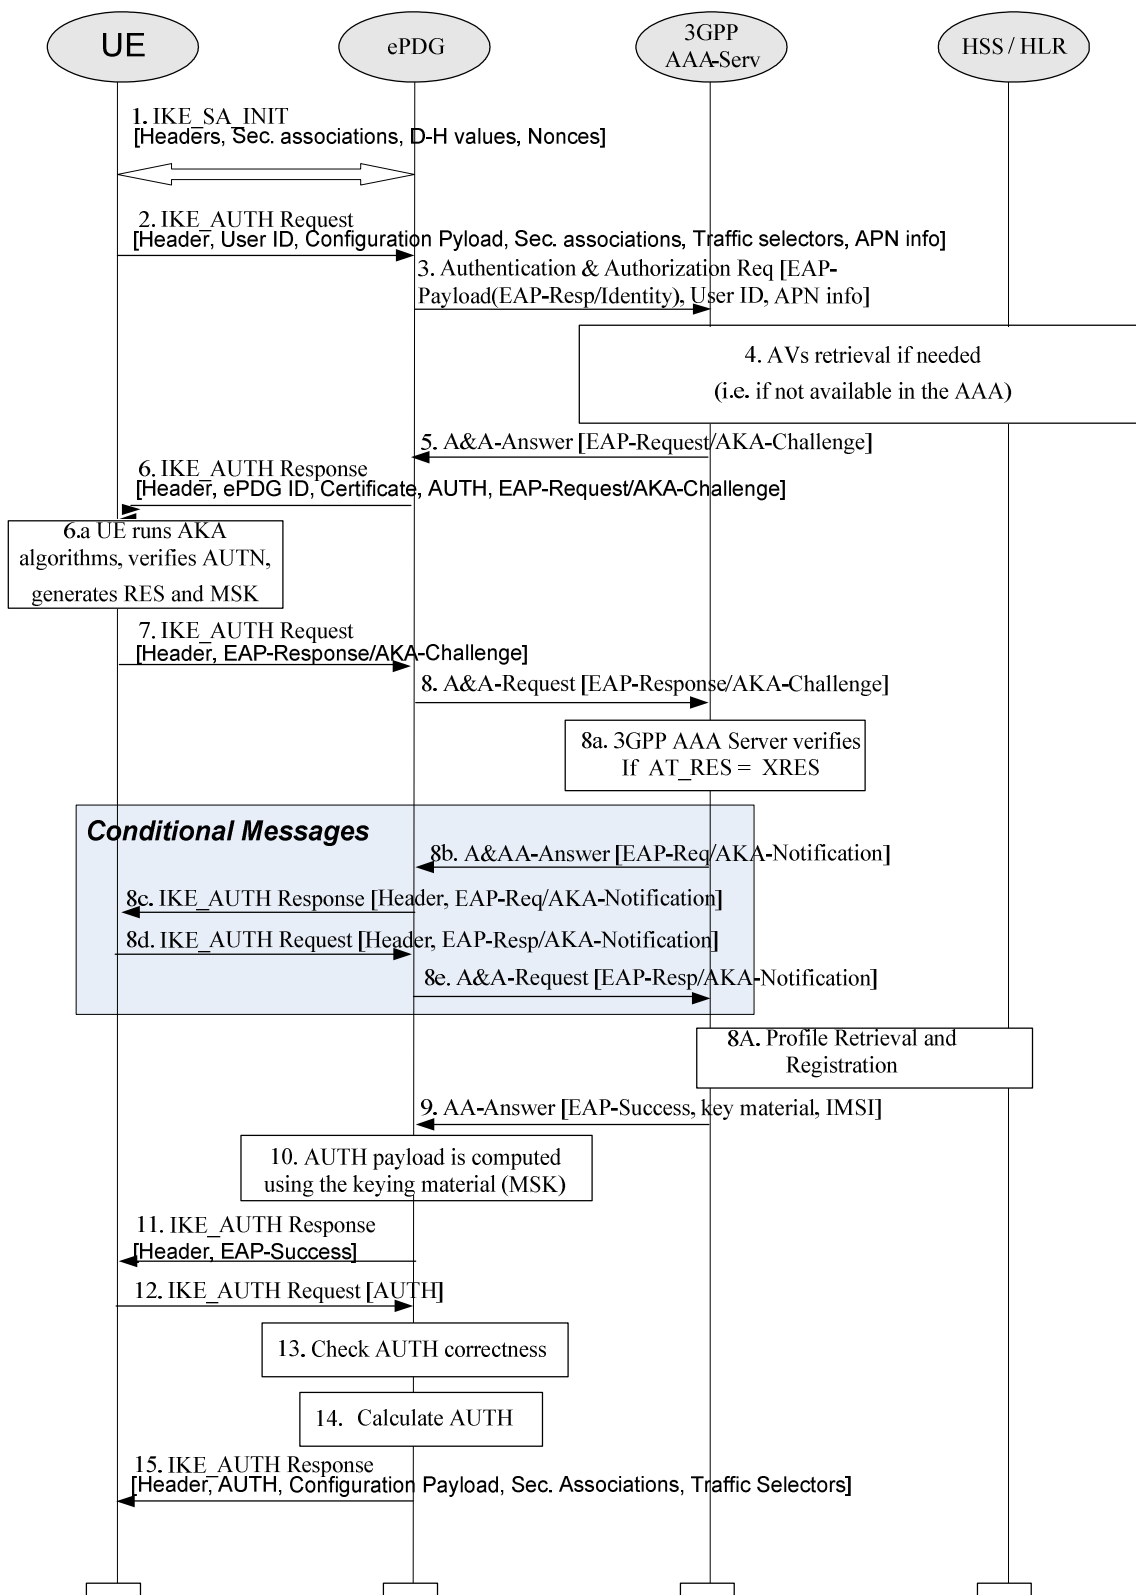 UE
ePDG
3GPP
AAA-Serv
HSS / HLR
1. IKE_SA_INIT
[Headers, Sec. associations, D-H values, Nonces]
2. IKE_AUTH Request
[Header, User ID, Configuration Pyload, Sec. associations, Traffic selectors, APN info]
3. Authentication & Authorization Req [EAP-
Payload(EAP-Resp/Identity), User ID, APN info]
4. AVs retrieval if needed
(i.e. if not available in the AAA)
5. A&A-Answer [EAP-Request/AKA-Challenge]
6. IKE_AUTH Response
[Header, ePDG ID, Certificate, AUTH, EAP-Request/AKA-Challenge]
6.a UE runs AKA
algorithms, verifies AUTN,
generates RES and MSK
7. IKE_AUTH Request
[Header, EAP-Response/AKA-Challenge]
8. A&A-Request [EAP-Response/AKA-Challenge]
8a. 3GPP AAA Server verifies
If AT_RES = XRES
Conditional Messages
8b. A&AA-Answer [EAP-Req/AKA-Notification]
8c. IKE_AUTH Response [Header, EAP-Req/AKA-Notification]
8d. IKE_AUTH Request [Header, EAP-Resp/AKA-Notification]
8e. A&A-Request [EAP-Resp/AKA-Notification]
8A. Profile Retrieval and
Registration
9. AA-Answer [EAP-Success, key material, IMSI]
10. AUTH payload is computed
using the keying material (MSK)
11. IKE_AUTH Response
[Header, EAP-Success]
12. IKE_AUTH Request [AUTH]
13. Check AUTH correctness
14. Calculate AUTH
15. IKE_AUTH Response
[Header, AUTH, Configuration Payload, Sec. Associations, Traffic Selectors]